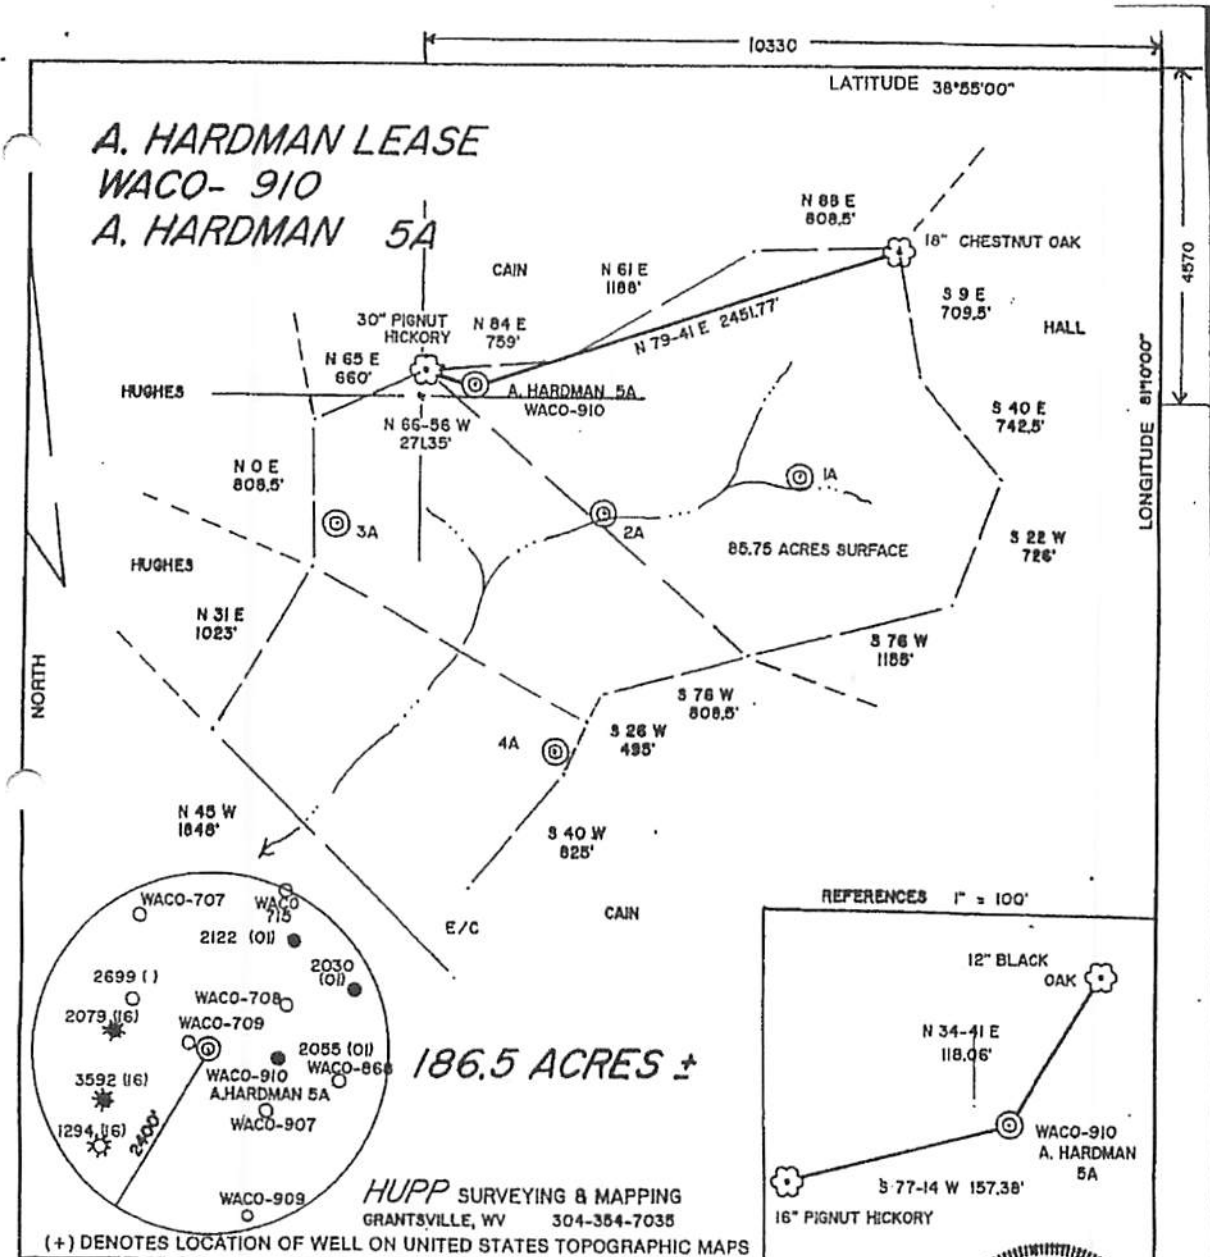 10330
LATITUDE 38°55'00"
A. HARDMAN LEASE
WACO- 910
A. HARDMAN 5A
4570
LONGITUDE 81°10'00"
N 88 E
808.5'
18" CHESTNUT OAK
CAIN
N 61 E
1188'
S 9 E
709.5'
HALL
30" PIGNUT
HICKORY
N 84 E
759'
N 79-41 E 2451.77'
N 65 E
660'
HUGHES
A. HARDMAN 5A
WACO-910
N 66-56 W
271.35'
S 40 E
742.5'
N 0 E
808.5'
1A
3A
2A
85.75 ACRES SURFACE
S 22 W
726'
HUGHES
N 31 E
1023'
S 76 W
1155'
NORTH
S 76 W
808.5'
S 26 W
495'
4A
N 45 W
1848'
S 40 W
825'
CAIN
E/C
WACO-707
WACO
715
2122 (01)
2030
(01)
2699 ( )
WACO-708
2079 (16)
WACO-709
2055 (01)
WACO-868
3592 (16)
WACO-910
A.HARDMAN 5A
WACO-907
1294 (16)
2400'
WACO-909
186.5 ACRES ±
REFERENCES 1" = 100'
12" BLACK
OAK
N 34-41 E
118.06'
WACO-910
A. HARDMAN
5A
S 77-14 W 157.38'
16" PIGNUT HICKORY
HUPP SURVEYING & MAPPING
GRANTSVILLE, WV 304-354-7035
(+) DENOTES LOCATION OF WELL ON UNITED STATES TOPOGRAPHIC MAPS